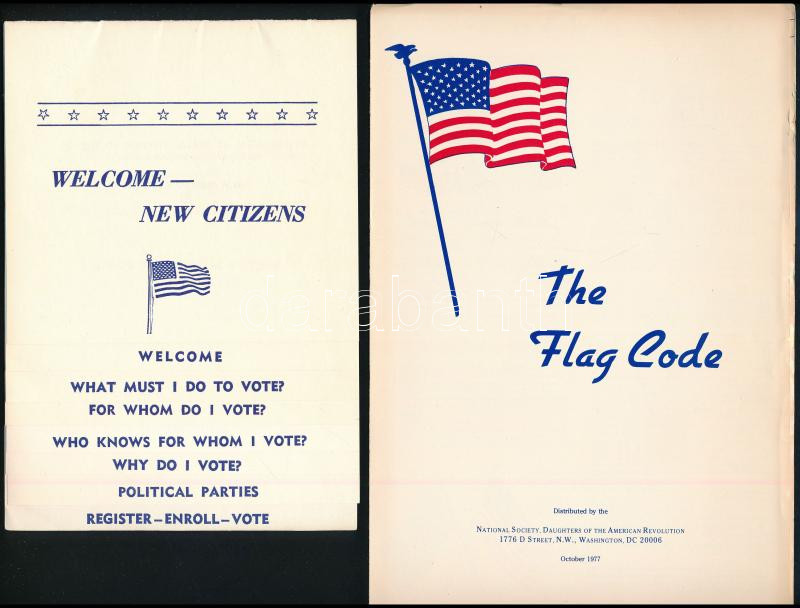 WELCOME —
NEW CITIZENS
WELCOME
WHAT MUST I DO TO VOTE?
FOR WHOM DO I VOTE?
WHO KNOWS FOR WHOM I VOTE?
WHY DO I VOTE?
POLITICAL PARTIES
REGISTER—ENROLL—VOTE
The
Flag Code
Distributed by the
NATIONAL SOCIETY, DAUGHTERS OF THE AMERICAN REVOLUTION
1776 D STREET, N.W., WASHINGTON, DC 20006
October 1977
darabanth